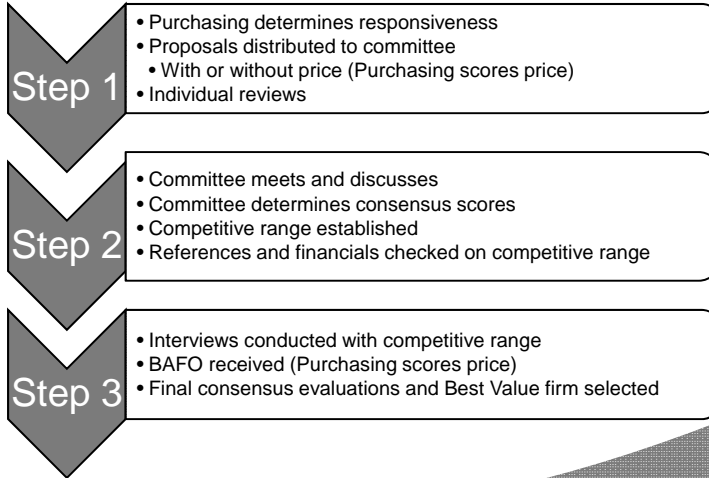 Step 1
• Purchasing determines responsiveness
• Proposals distributed to committee
• With or without price (Purchasing scores price)
• Individual reviews
Step 2
• Committee meets and discusses
• Committee determines consensus scores
• Competitive range established
• References and financials checked on competitive range
Step 3
• Interviews conducted with competitive range
• BAFO received (Purchasing scores price)
• Final consensus evaluations and Best Value firm selected